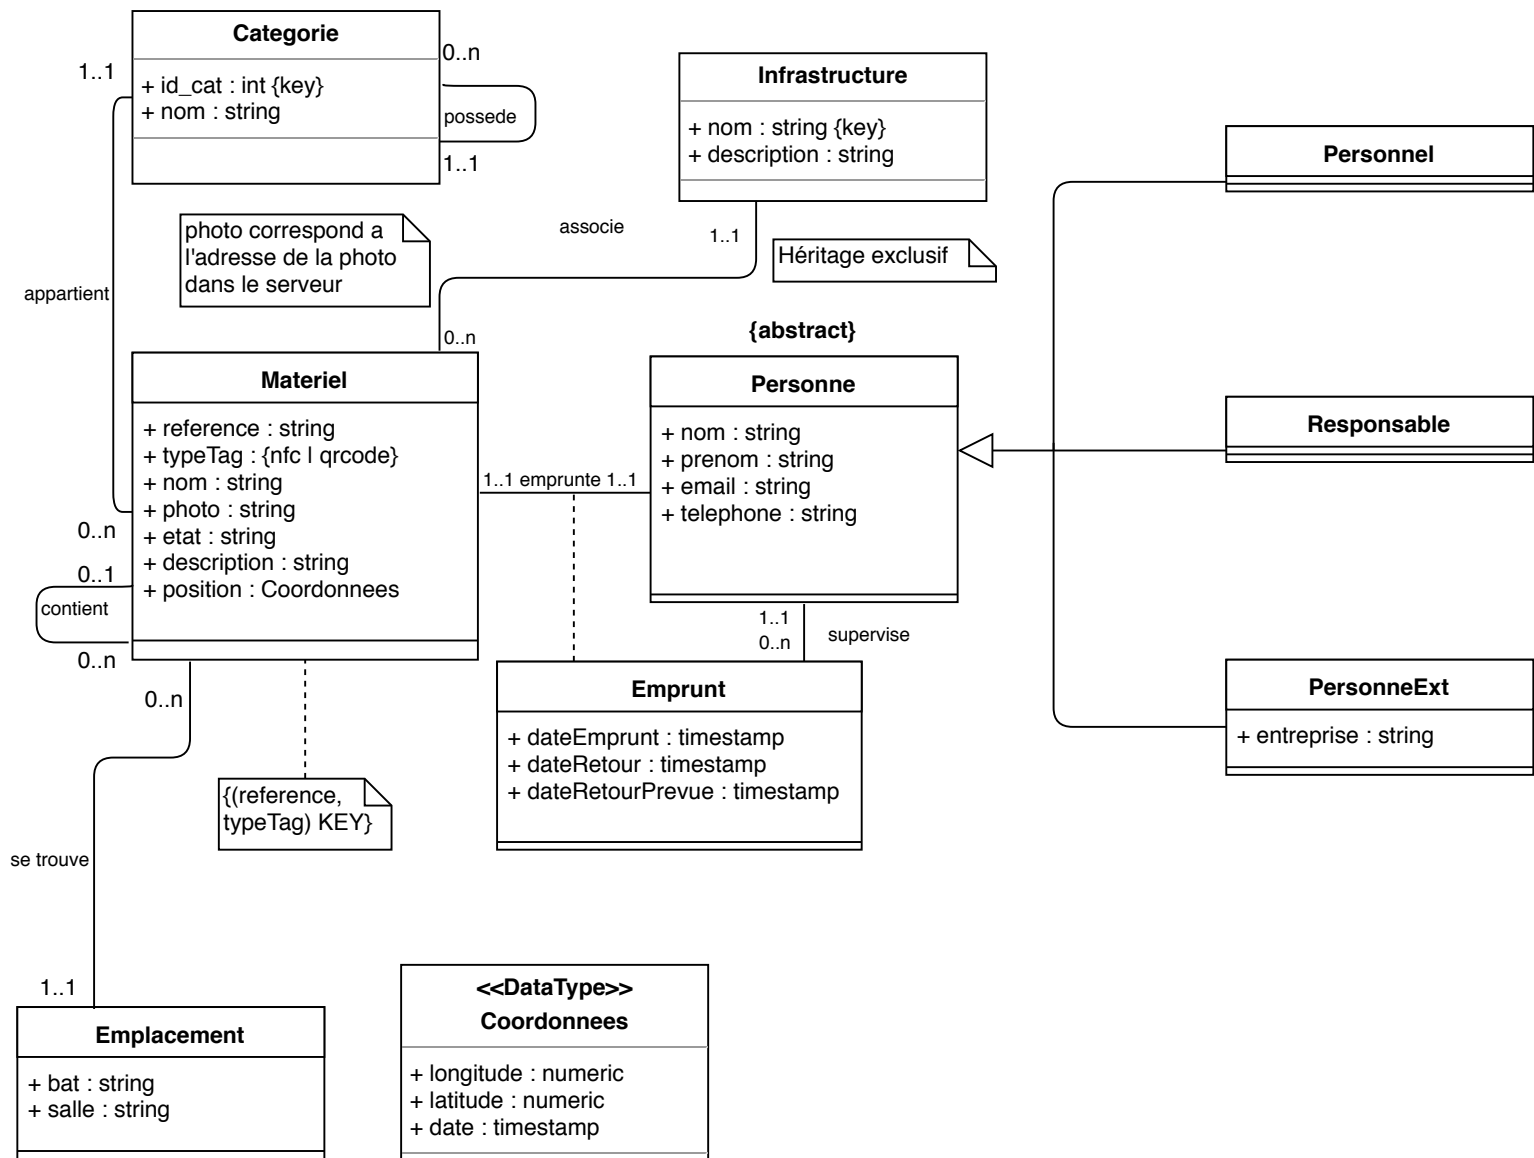 Categorie
+ id_cat : int {key}
+ nom : string
1..1
0..n
possede
1..1
Infrastructure
+ nom : string {key}
+ description : string
Personnel
photo correspond a
l'adresse de la photo
dans le serveur
associe
1..1
Héritage exclusif
appartient
0..n
{abstract}
Materiel
+ reference : string
+ typeTag : {nfc | qrcode}
+ nom : string
+ photo : string
+ etat : string
+ description : string
+ position : Coordonnees
Personne
+ nom : string
+ prenom : string
+ email : string
+ telephone : string
Responsable
1..1 emprunte 1..1
0..n
0..1
contient
0..n
1..1
0..n
supervise
0..n
Emprunt
+ dateEmprunt : timestamp
+ dateRetour : timestamp
+ dateRetourPrevue : timestamp
PersonneExt
+ entreprise : string
{(reference,
typeTag) KEY}
se trouve
1..1
Emplacement
+ bat : string
+ salle : string
<<DataType>>
Coordonnees
+ longitude : numeric
+ latitude : numeric
+ date : timestamp